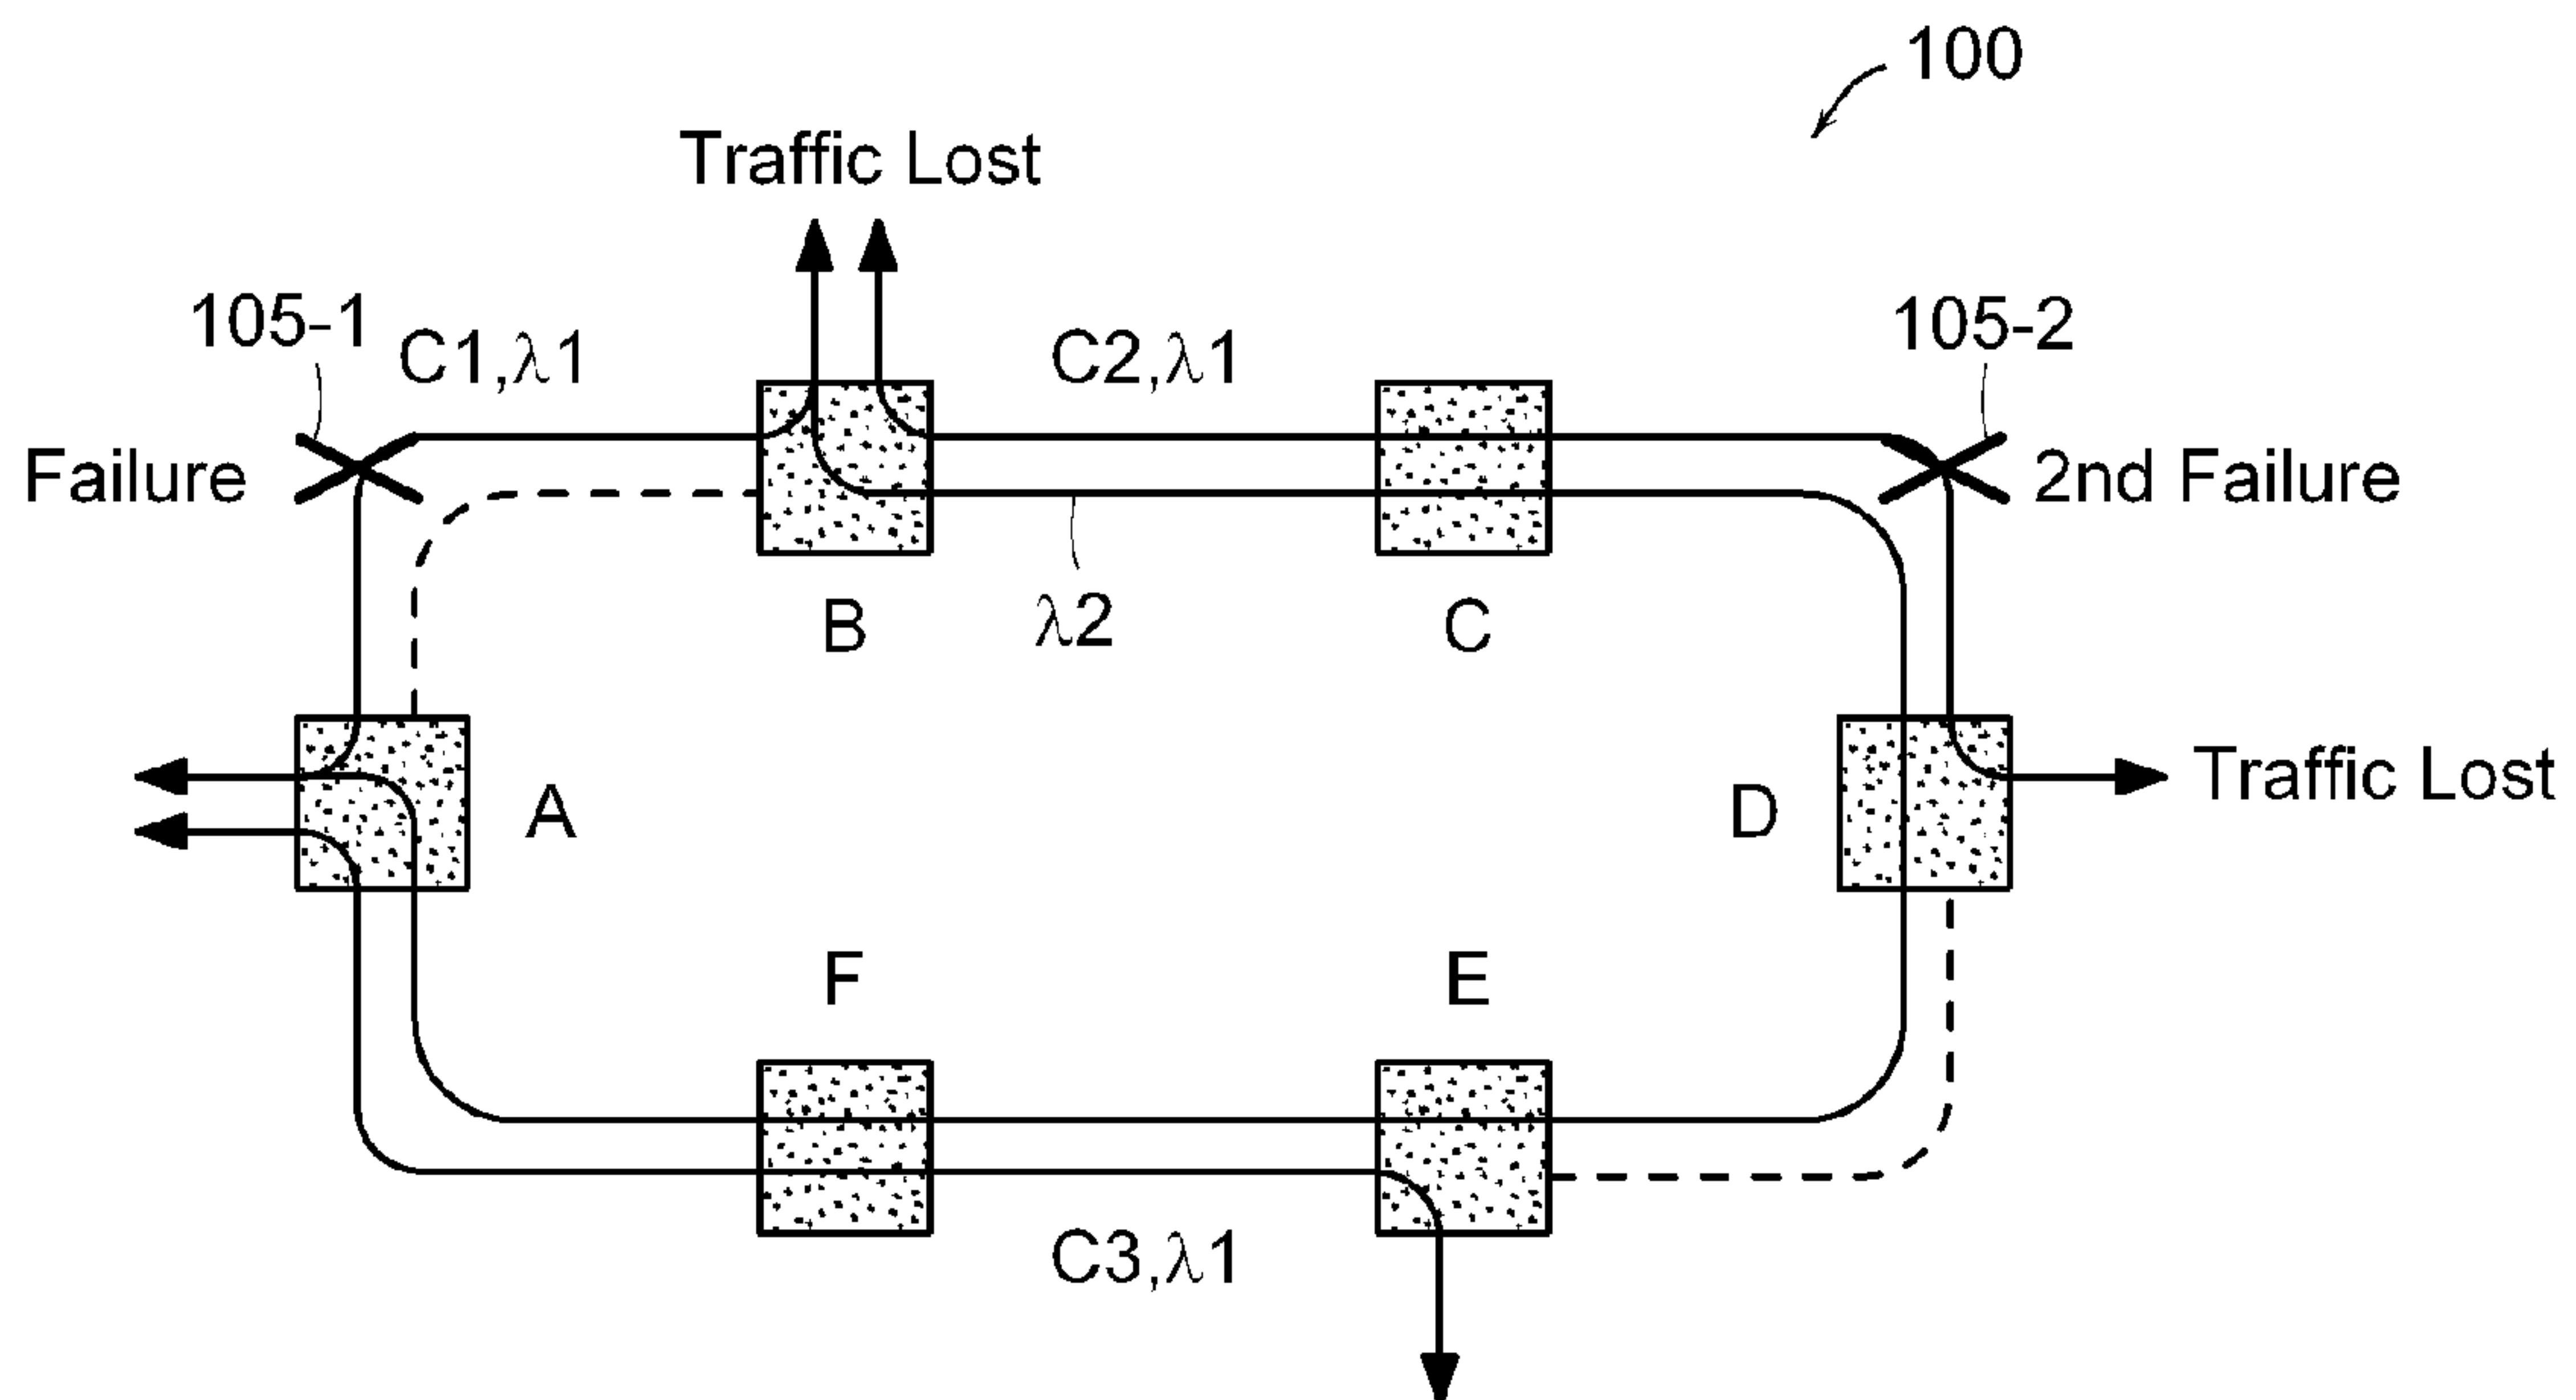 100
Traffic Lost
105-1
C1,λ1
C2,λ1
105-2
Failure
2nd Failure
B
λ2
C
A
D
Traffic Lost
F
E
C3,λ1